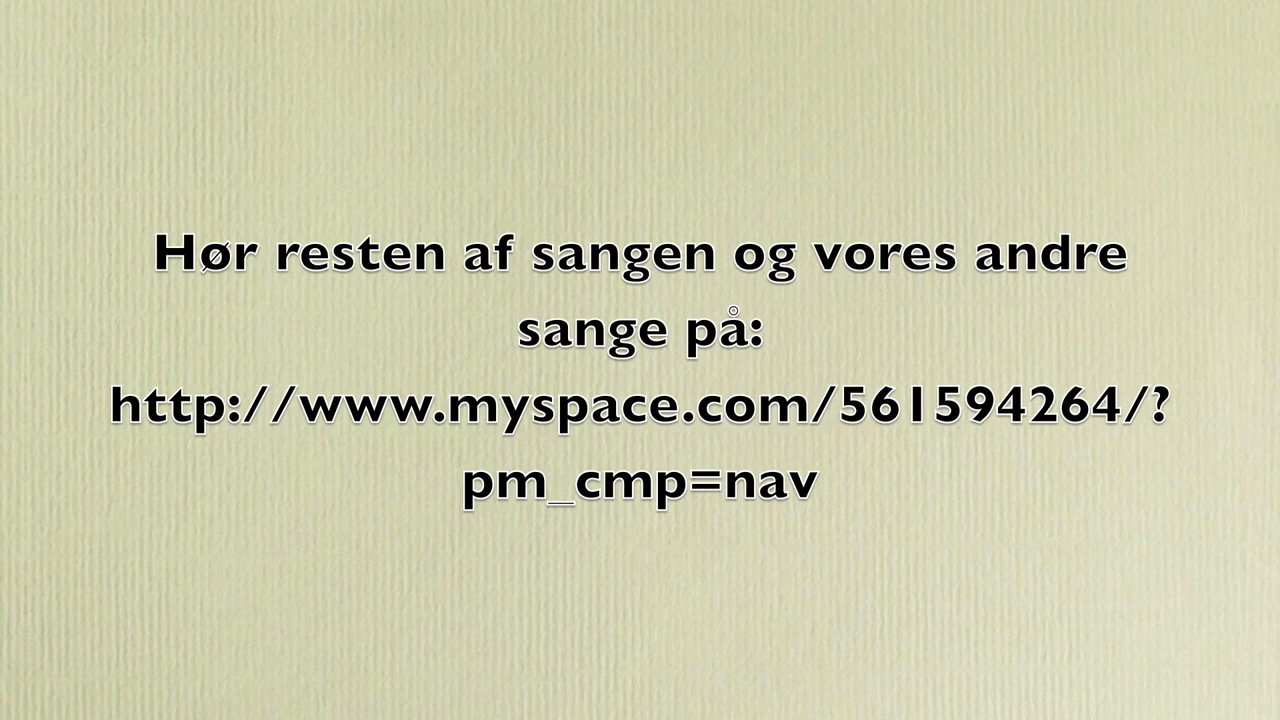 Hør resten af sangen og vores andre
sange på:
http://www.myspace.com/561594264/?
pm_cmp=nav